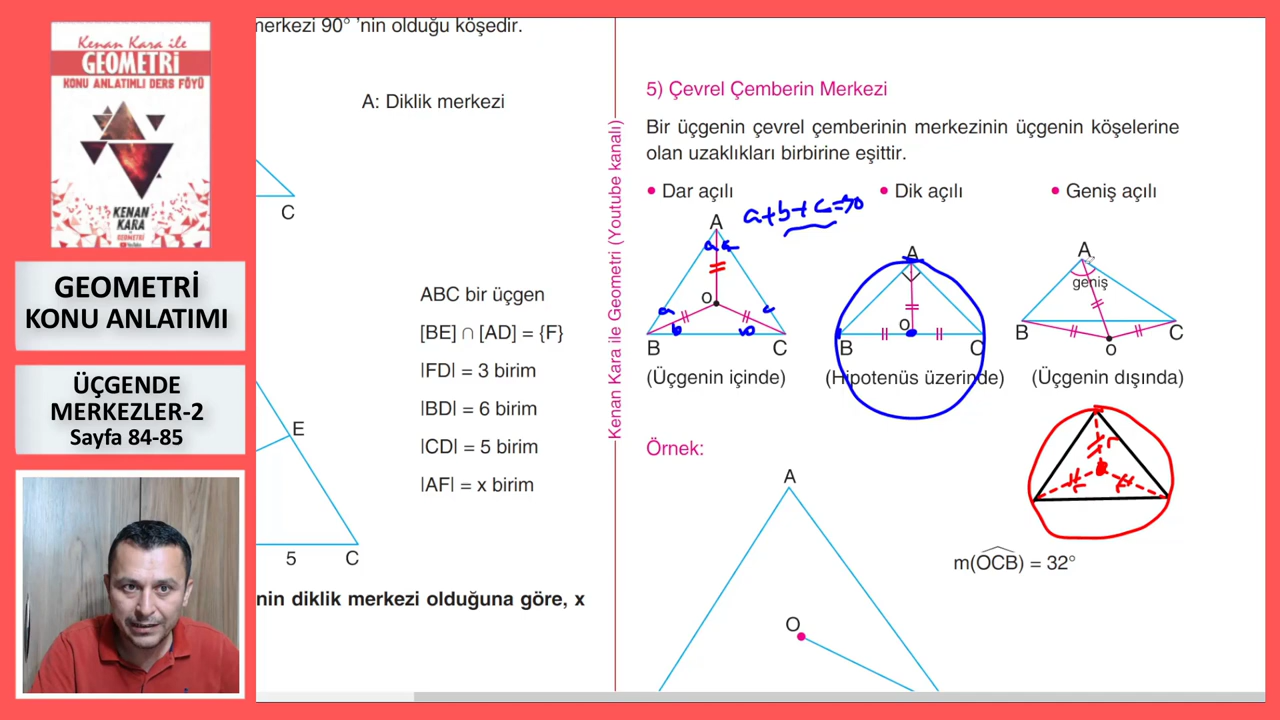 Kenan Kara ile
GEOMETRİ
KONU ANLATIMLI DERS FÖYÜ
KENAN
KARA
GEOMETRİ
KONU ANLATIMI
ÜÇGENDE
MERKEZLER-2
Sayfa 84-85
merkezi 90° 'nin olduğu köşedir.
A: Diklik merkezi
C
ABC bir üçgen
[BE] ∩ [AD] = {F}
|FD| = 3 birim
|BD| = 6 birim
|CD| = 5 birim
|AF| = x birim
E
5
C
nin diklik merkezi olduğuna göre, x
Kenan Kara ile Geometri (Youtube kanalı)
5) Çevrel Çemberin Merkezi
Bir üçgenin çevrel çemberinin merkezinin üçgenin köşelerine
olan uzaklıkları birbirine eşittir.
• Dar açılı
• Dik açılı
• Geniş açılı
a+b+c=90
A
a
a
O
a
c
b
b
B
C
(Üçgenin içinde)
A
O
B
C
(Hipotenüs üzerinde)
A
geniş
B
C
O
(Üçgenin dışında)
r
r
r
Örnek:
A
O
m(OCB) = 32°